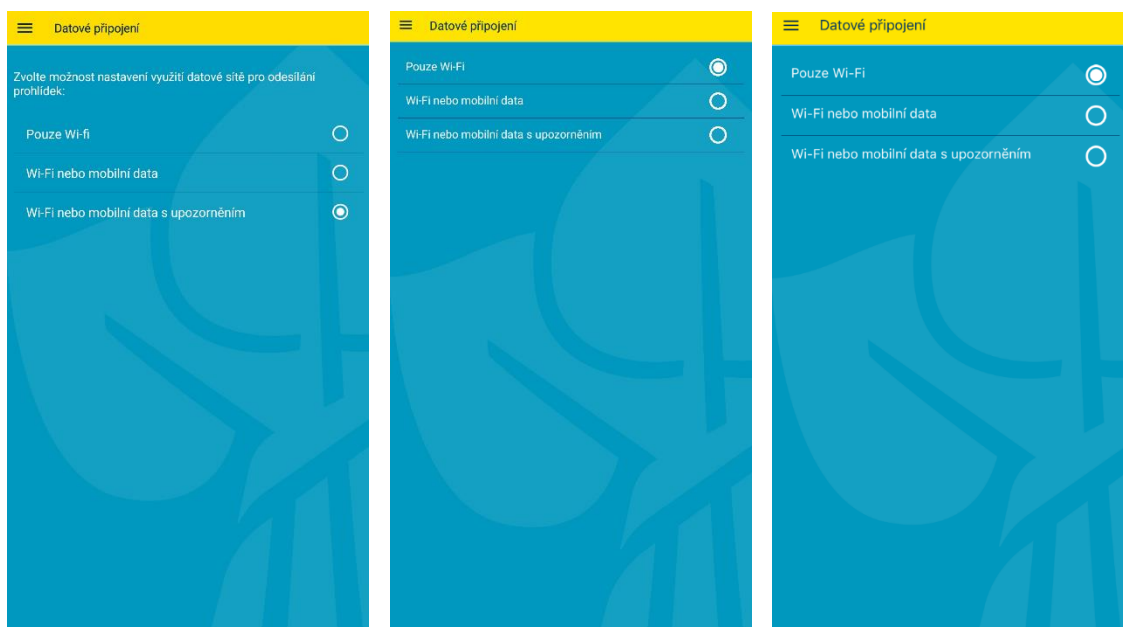 Datové připojení
Zvolte možnost nastavení využití datové sítě pro odesílání
prohlídek:
Pouze Wi-fi
Wi-Fi nebo mobilní data
Wi-Fi nebo mobilní data s upozorněním
Datové připojení
Pouze Wi-Fi
Wi-Fi nebo mobilní data
Wi-Fi nebo mobilní data s upozorněním
Datové připojení
Pouze Wi-Fi
Wi-Fi nebo mobilní data
Wi-Fi nebo mobilní data s upozorněním